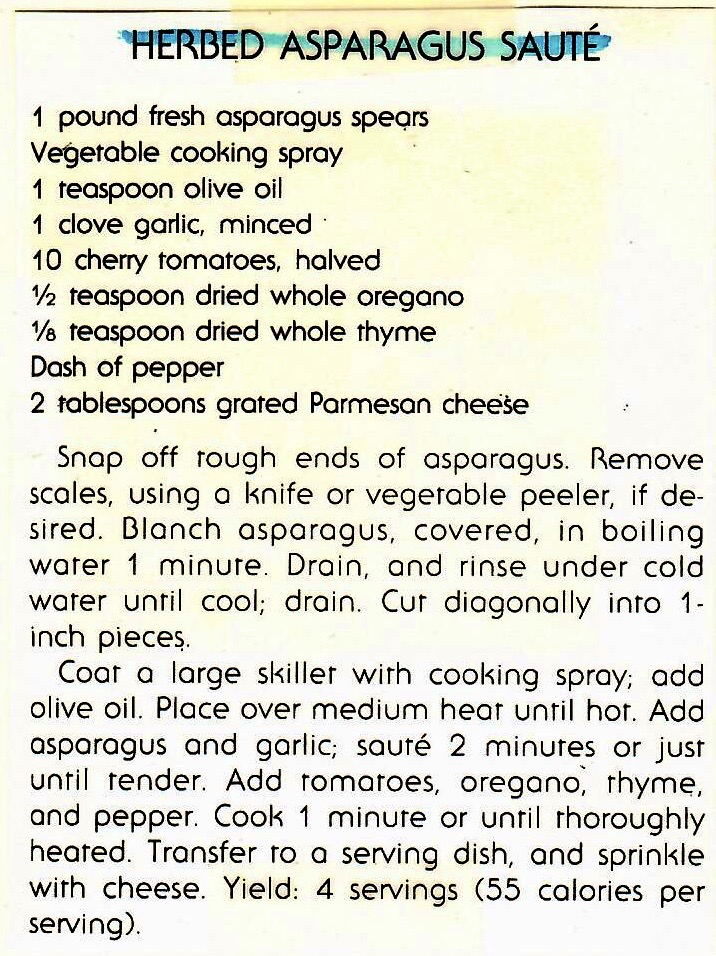 HERBED ASPARAGUS SAUTÉ
1 pound fresh asparagus spears
Vegetable cooking spray
1 teaspoon olive oil
1 clove garlic, minced
10 cherry tomatoes, halved
½ teaspoon dried whole oregano
⅛ teaspoon dried whole thyme
Dash of pepper
2 tablespoons grated Parmesan cheese
Snap off rough ends of asparagus. Remove
scales, using a knife or vegetable peeler, if de-
sired. Blanch asparagus, covered, in boiling
water 1 minute. Drain, and rinse under cold
water until cool; drain. Cut diagonally into 1-
inch pieces.
Coat a large skillet with cooking spray; add
olive oil. Place over medium heat until hot. Add
asparagus and garlic; sauté 2 minutes or just
until tender. Add tomatoes, oregano, thyme,
and pepper. Cook 1 minute or until thoroughly
heated. Transfer to a serving dish, and sprinkle
with cheese. Yield: 4 servings (55 calories per
serving).